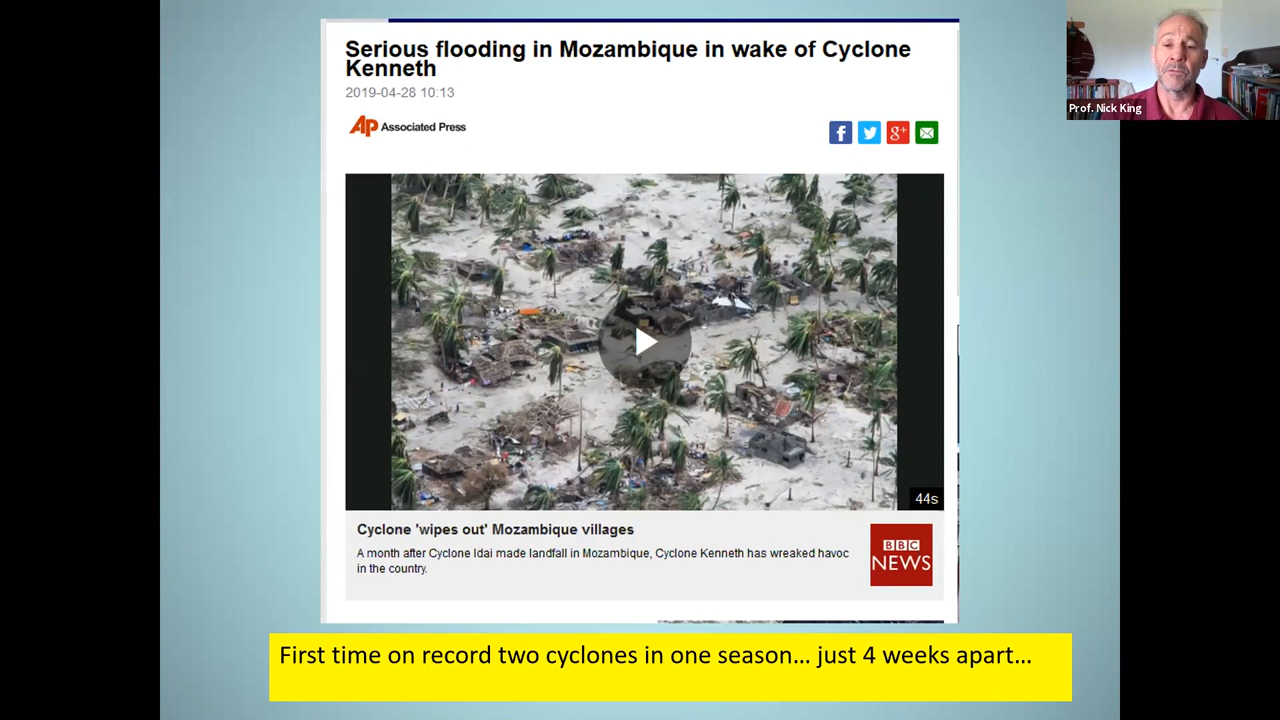 Serious flooding in Mozambique in wake of Cyclone
Kenneth
2019-04-28 10:13
AP Associated Press
f
g+
44s
Cyclone 'wipes out' Mozambique villages
A month after Cyclone Idai made landfall in Mozambique, Cyclone Kenneth has wreaked havoc
in the country.
BBC
NEWS
First time on record two cyclones in one season... just 4 weeks apart...
Prof. Nick King